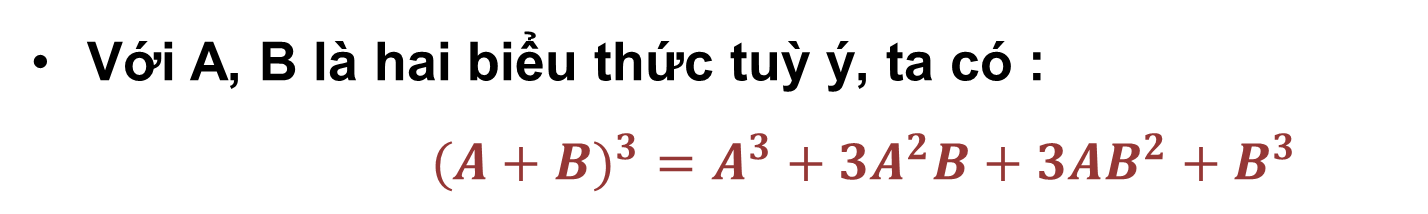 • Với A, B là hai biểu thức tuỳ ý, ta có :
(A + B)³ = A³ + 3A²B + 3AB² + B³